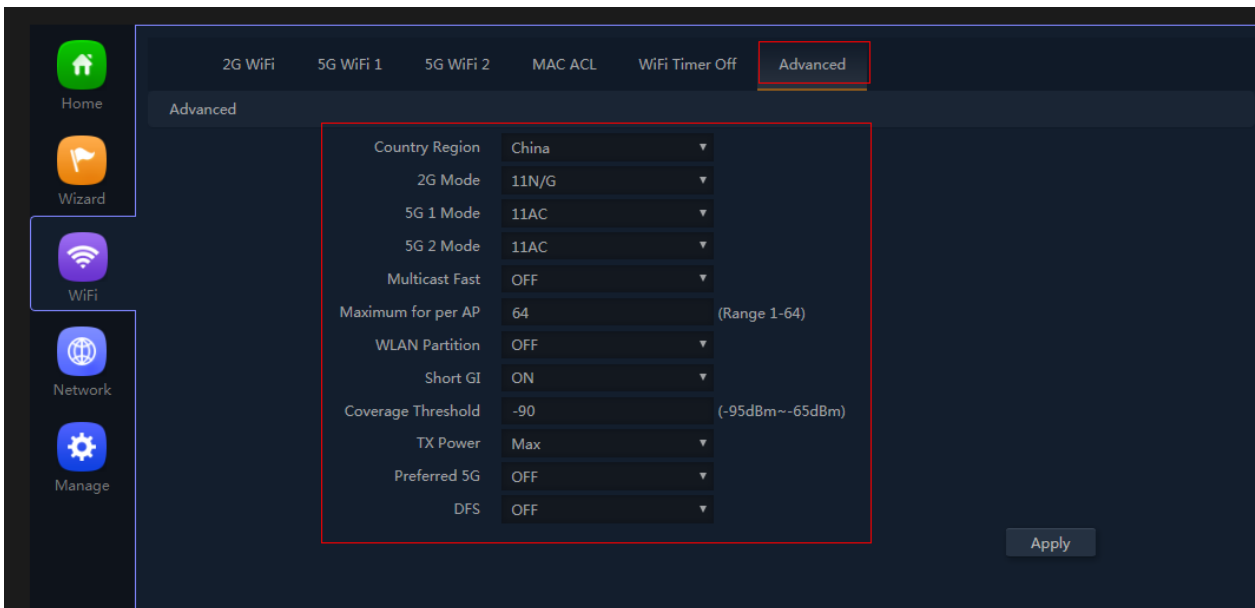 Home
Wizard
WiFi
Network
Manage
2G WiFi 5G WiFi 1 5G WiFi 2 MAC ACL WiFi Timer Off Advanced
Advanced
Country Region China
2G Mode 11N/G
5G 1 Mode 11AC
5G 2 Mode 11AC
Multicast Fast OFF
Maximum for per AP 64 (Range 1-64)
WLAN Partition OFF
Short GI ON
Coverage Threshold -90 (-95dBm~-65dBm)
TX Power Max
Preferred 5G OFF
DFS OFF
Apply